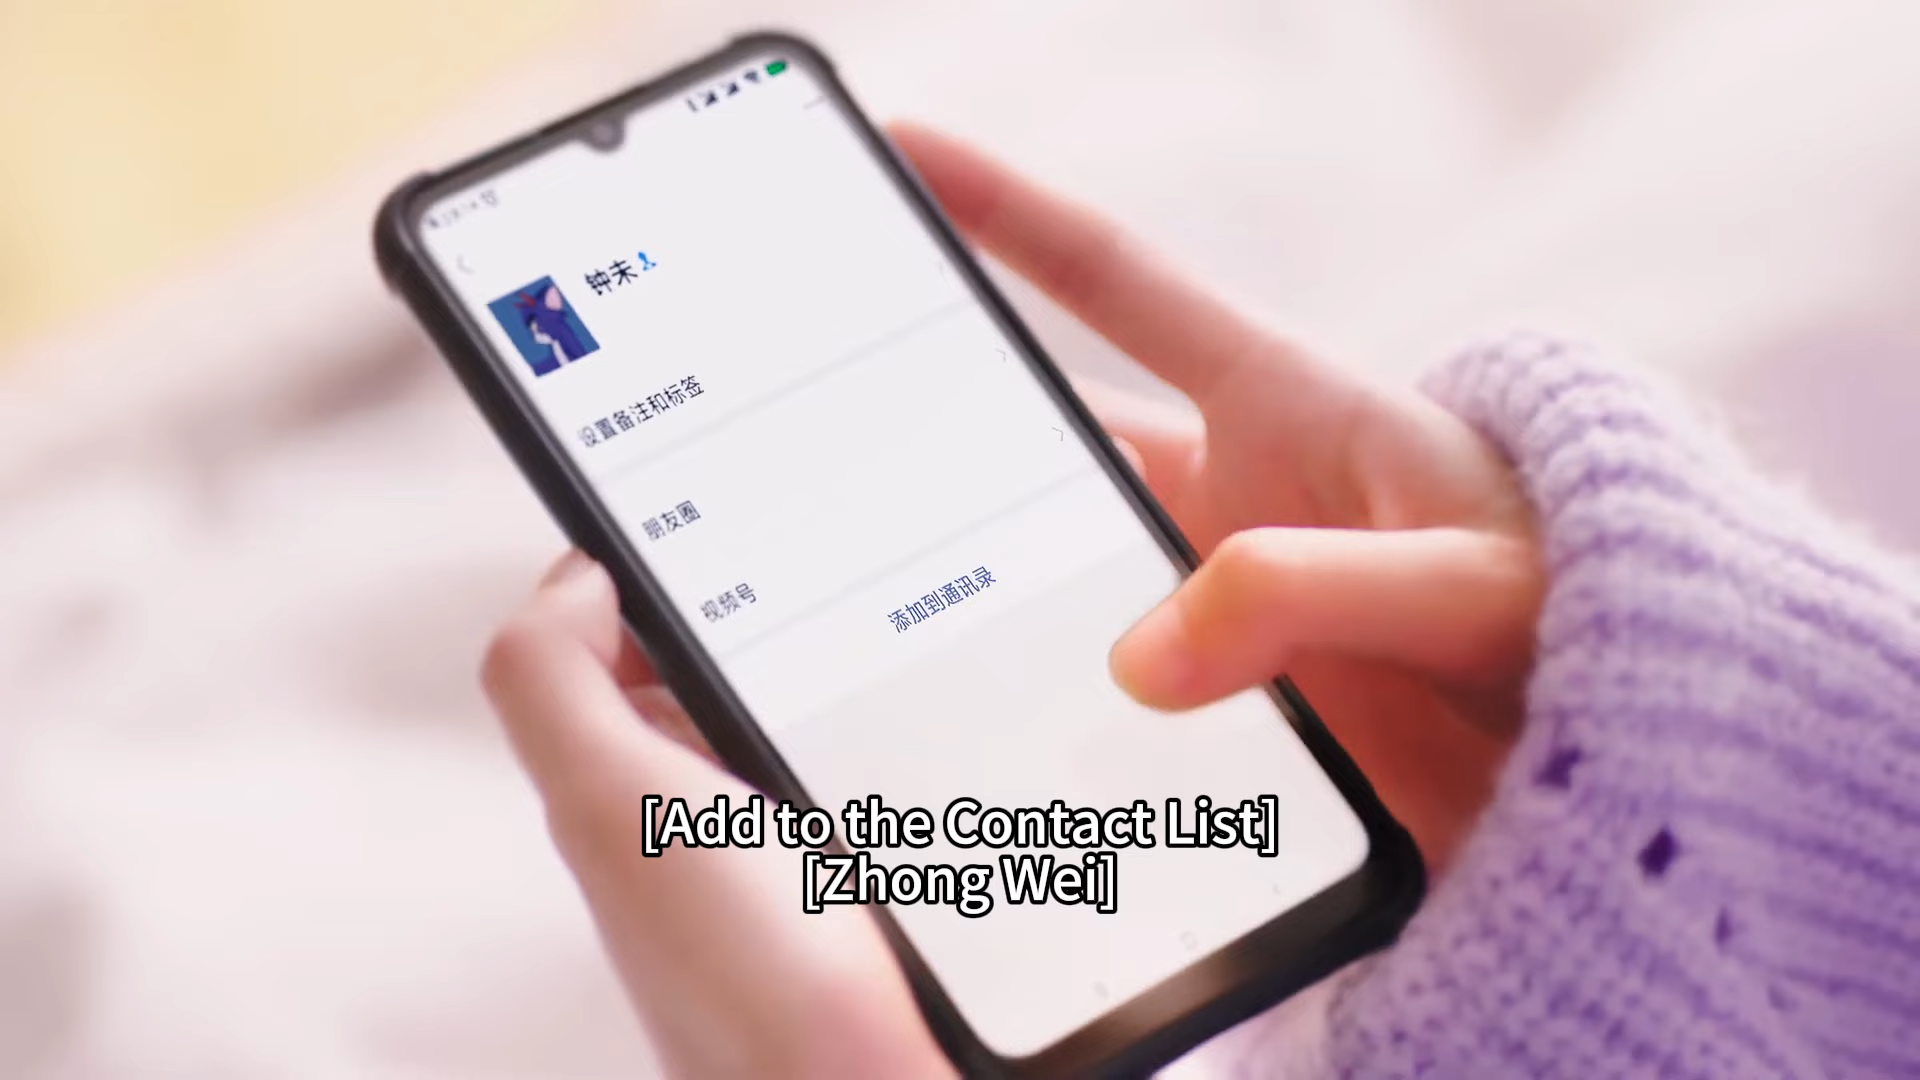 钟未
设置备注和标签
朋友圈
视频号
添加到通讯录
[Add to the Contact List]
[Zhong Wei]